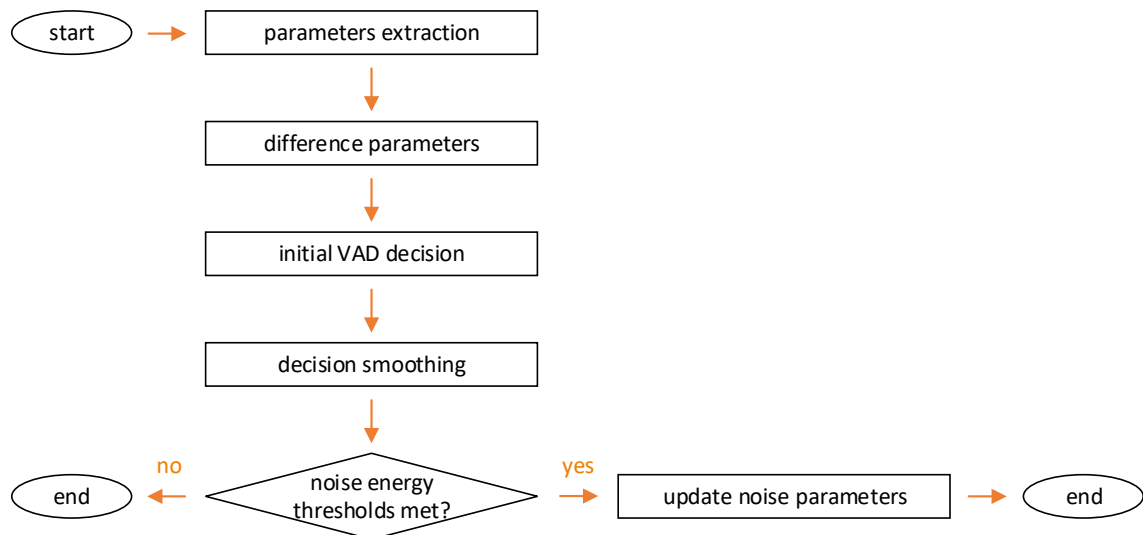 start
parameters extraction
difference parameters
initial VAD decision
decision smoothing
no
yes
end
noise energy
thresholds met?
update noise parameters
end